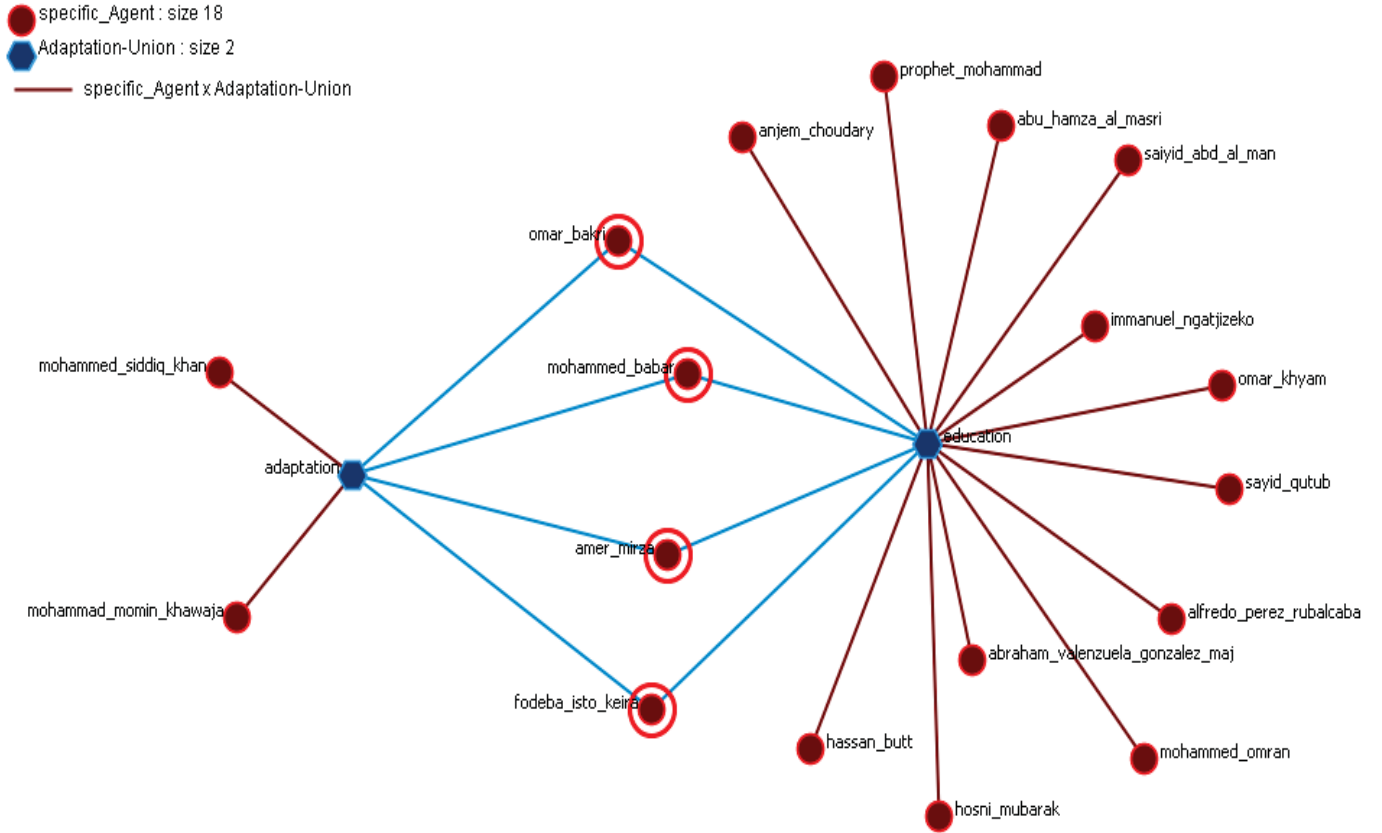 specific_Agent : size 18
Adaptation-Union : size 2
specific_Agent x Adaptation-Union
prophet_mohammad
anjem_choudary
abu_hamza_al_masri
saiyid_abd_al_man
omar_bakri
immanuel_ngatjizeko
mohammed_siddiq_khan
mohammed_babar
omar_khyam
education
adaptation
sayid_qutub
amer_mirza
mohammad_momin_khawaja
alfredo_perez_rubalcaba
abraham_valenzuela_gonzalez_maj
fodeba_isto_keira
hassan_butt
mohammed_omran
hosni_mubarak